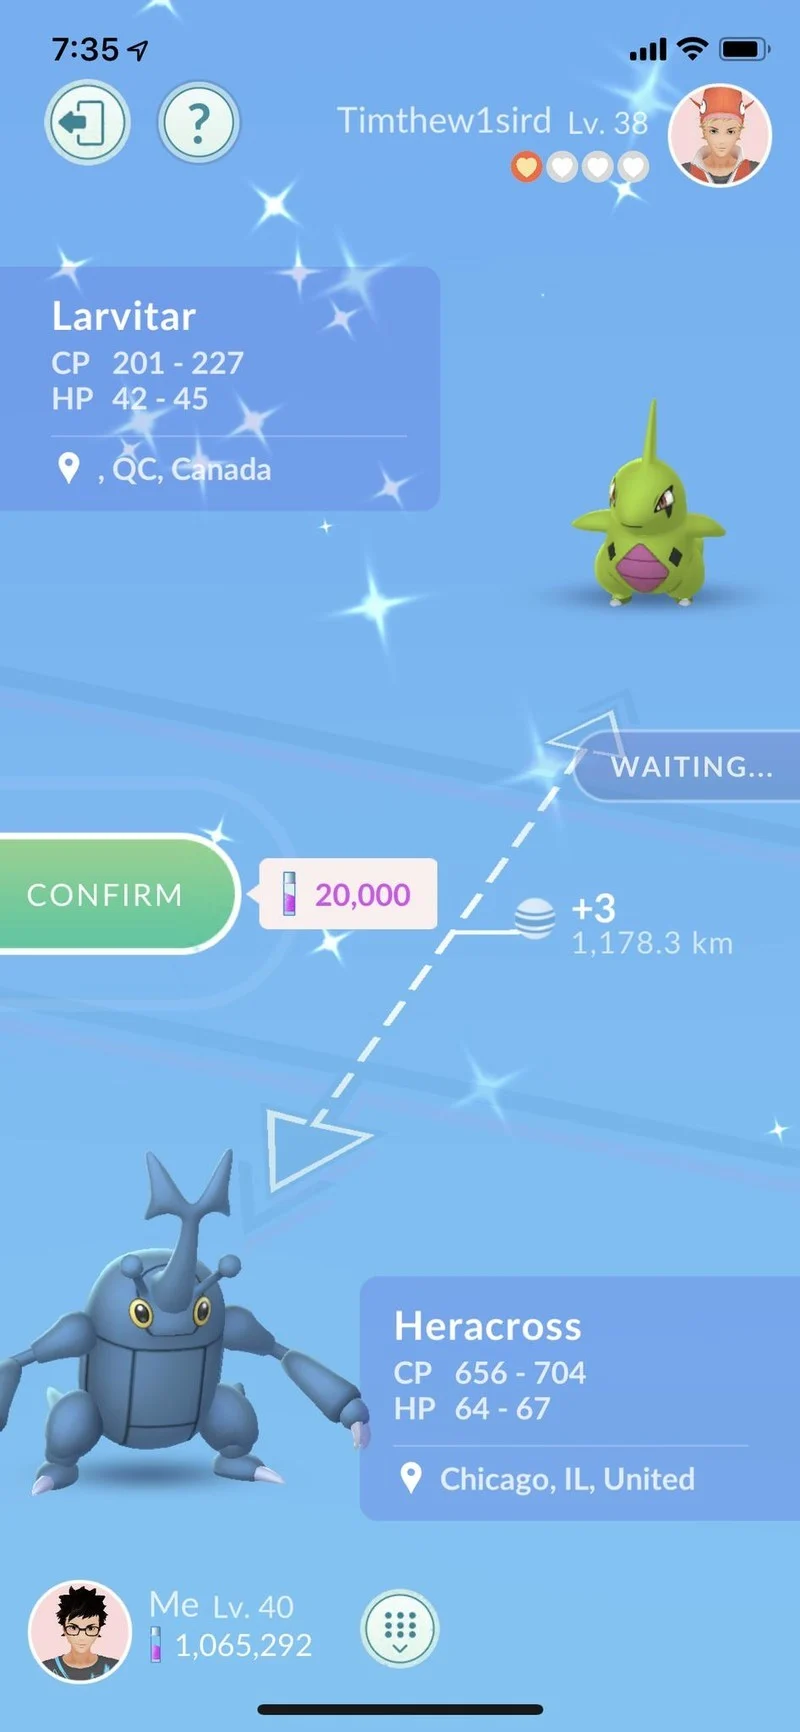 7:35
?
Timthew1sird Lv. 38
Larvitar
CP 201 - 227
HP 42 - 45
, QC, Canada
WAITING...
CONFIRM
20,000
+3
1,178.3 km
Heracross
CP 656 - 704
HP 64 - 67
Chicago, IL, United
Me Lv. 40
1,065,292